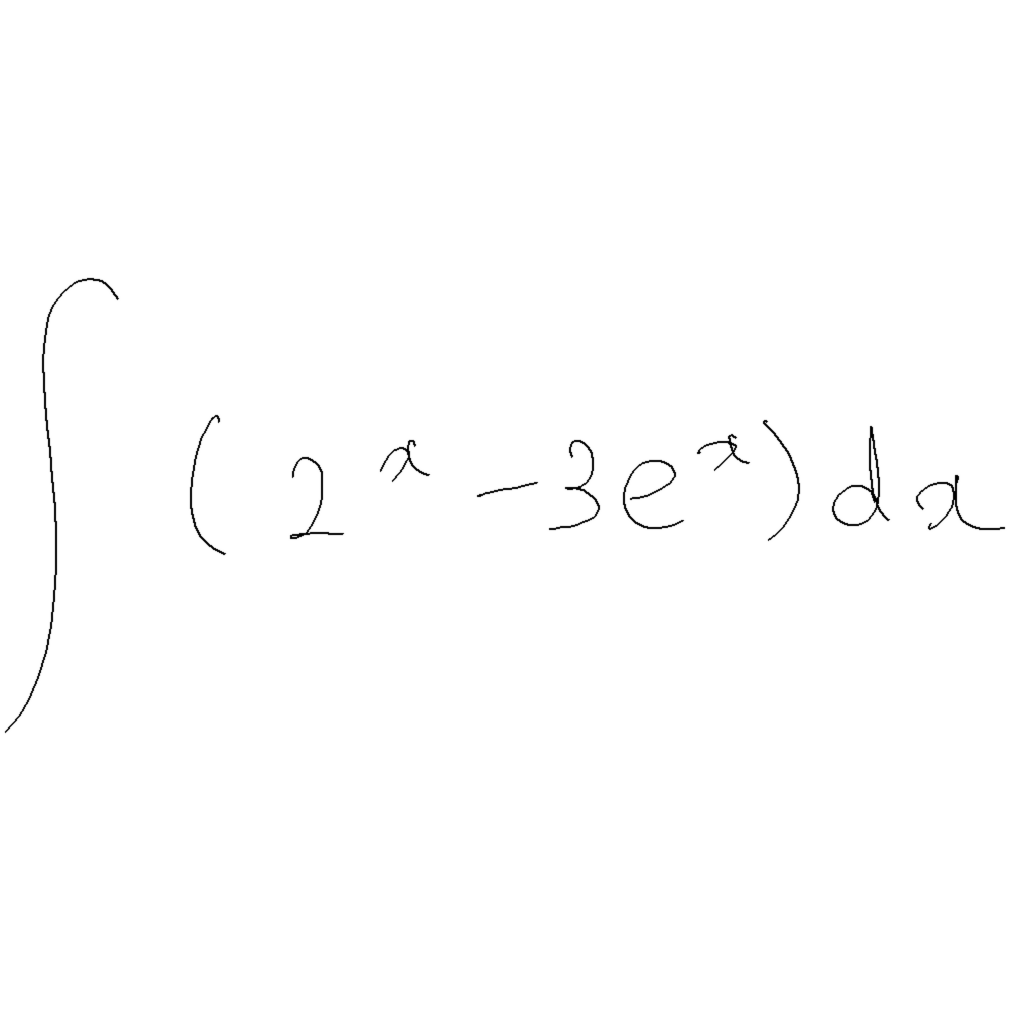 ∫ (2^x - 3e^x) dx